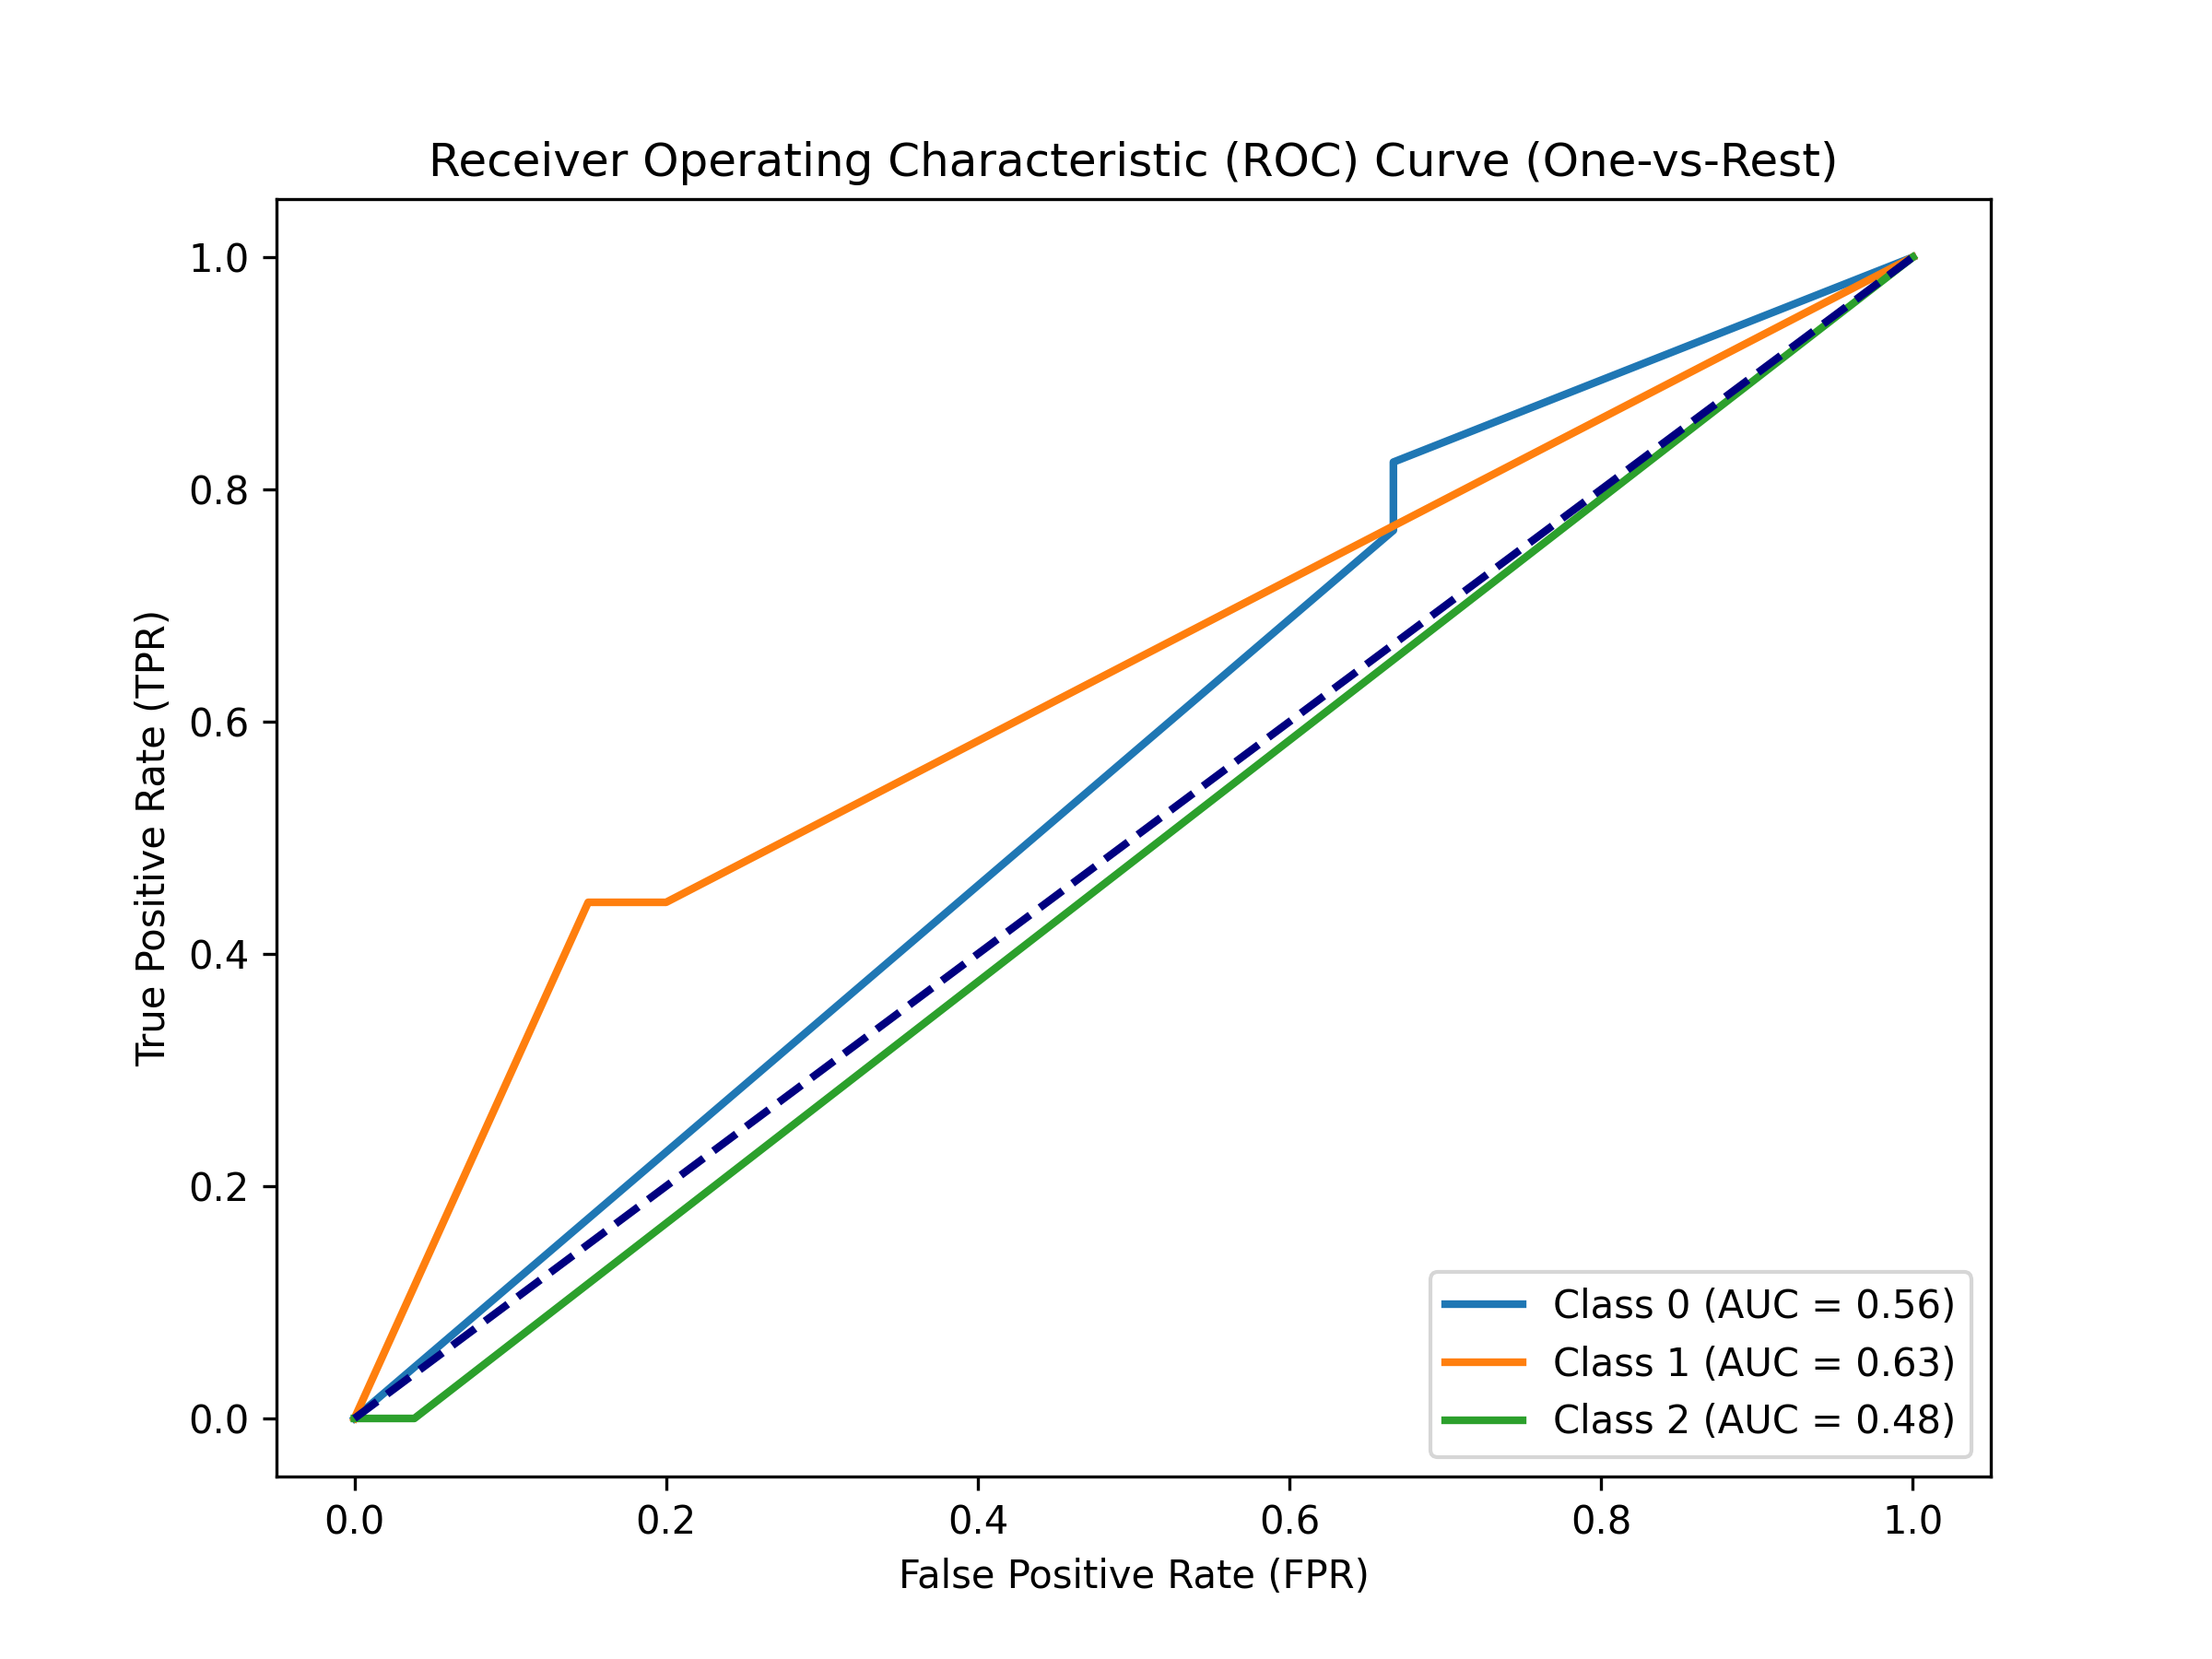 Receiver Operating Characteristic (ROC) Curve (One-vs-Rest)
True Positive Rate (TPR)
1.0
0.8
0.6
0.4
0.2
0.0
Class 0 (AUC = 0.56)
Class 1 (AUC = 0.63)
Class 2 (AUC = 0.48)
0.0 0.2 0.4 0.6 0.8 1.0
False Positive Rate (FPR)